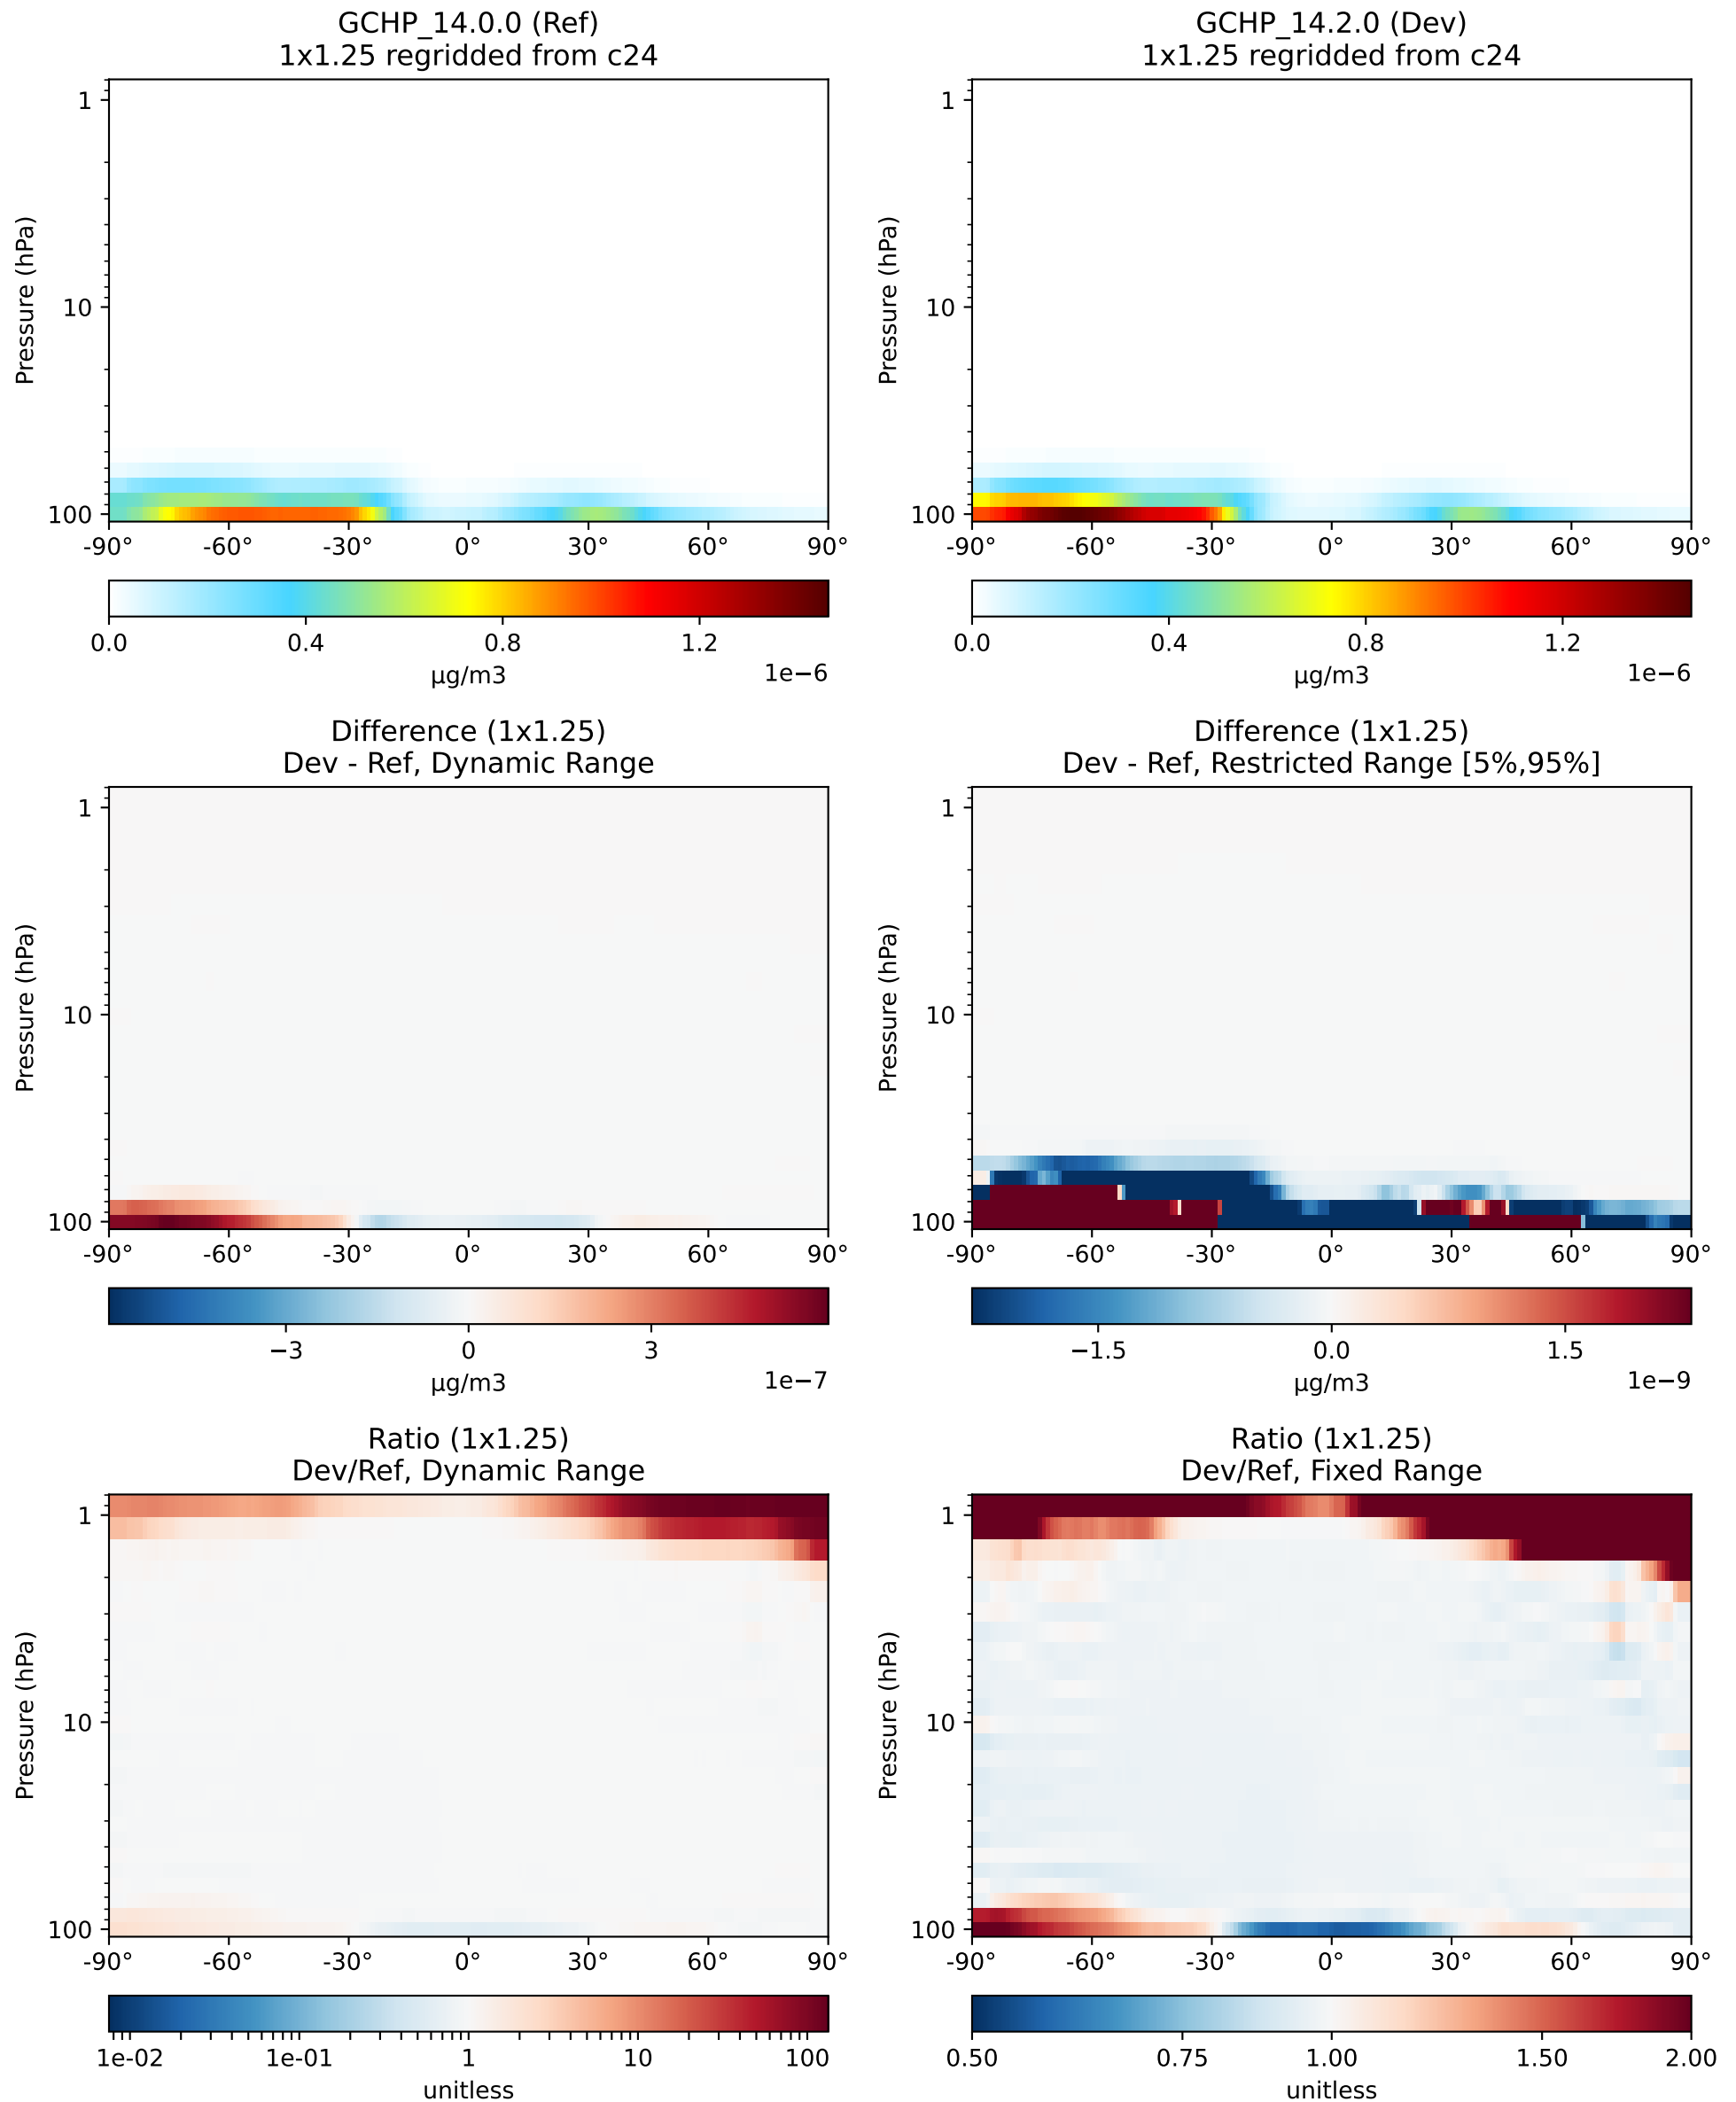 GCHP_14.0.0 (Ref)
1x1.25 regridded from c24
Pressure (hPa)
1
10
100
-90° -60° -30° 0° 30° 60° 90°
0.0 0.4 0.8 1.2
1e−6
µg/m3
GCHP_14.2.0 (Dev)
1x1.25 regridded from c24
Pressure (hPa)
1
10
100
-90° -60° -30° 0° 30° 60° 90°
0.0 0.4 0.8 1.2
1e−6
µg/m3
Difference (1x1.25)
Dev - Ref, Dynamic Range
Pressure (hPa)
1
10
100
-90° -60° -30° 0° 30° 60° 90°
−3 0 3
1e−7
µg/m3
Difference (1x1.25)
Dev - Ref, Restricted Range [5%,95%]
Pressure (hPa)
1
10
100
-90° -60° -30° 0° 30° 60° 90°
−1.5 0.0 1.5
1e−9
µg/m3
Ratio (1x1.25)
Dev/Ref, Dynamic Range
Pressure (hPa)
1
10
100
-90° -60° -30° 0° 30° 60° 90°
1e-02 1e-01 1 10 100
unitless
Ratio (1x1.25)
Dev/Ref, Fixed Range
Pressure (hPa)
1
10
100
-90° -60° -30° 0° 30° 60° 90°
0.50 0.75 1.00 1.50 2.00
unitless